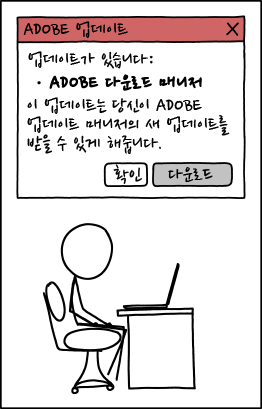 ADOBE 업데이트 X
업데이트가 있습니다:
· ADOBE 다운로드 매니저
이 업데이트는 당신이 ADOBE
업데이트 매니저의 새 업데이트를
받을 수 있게 해줍니다.
확인 다운로드